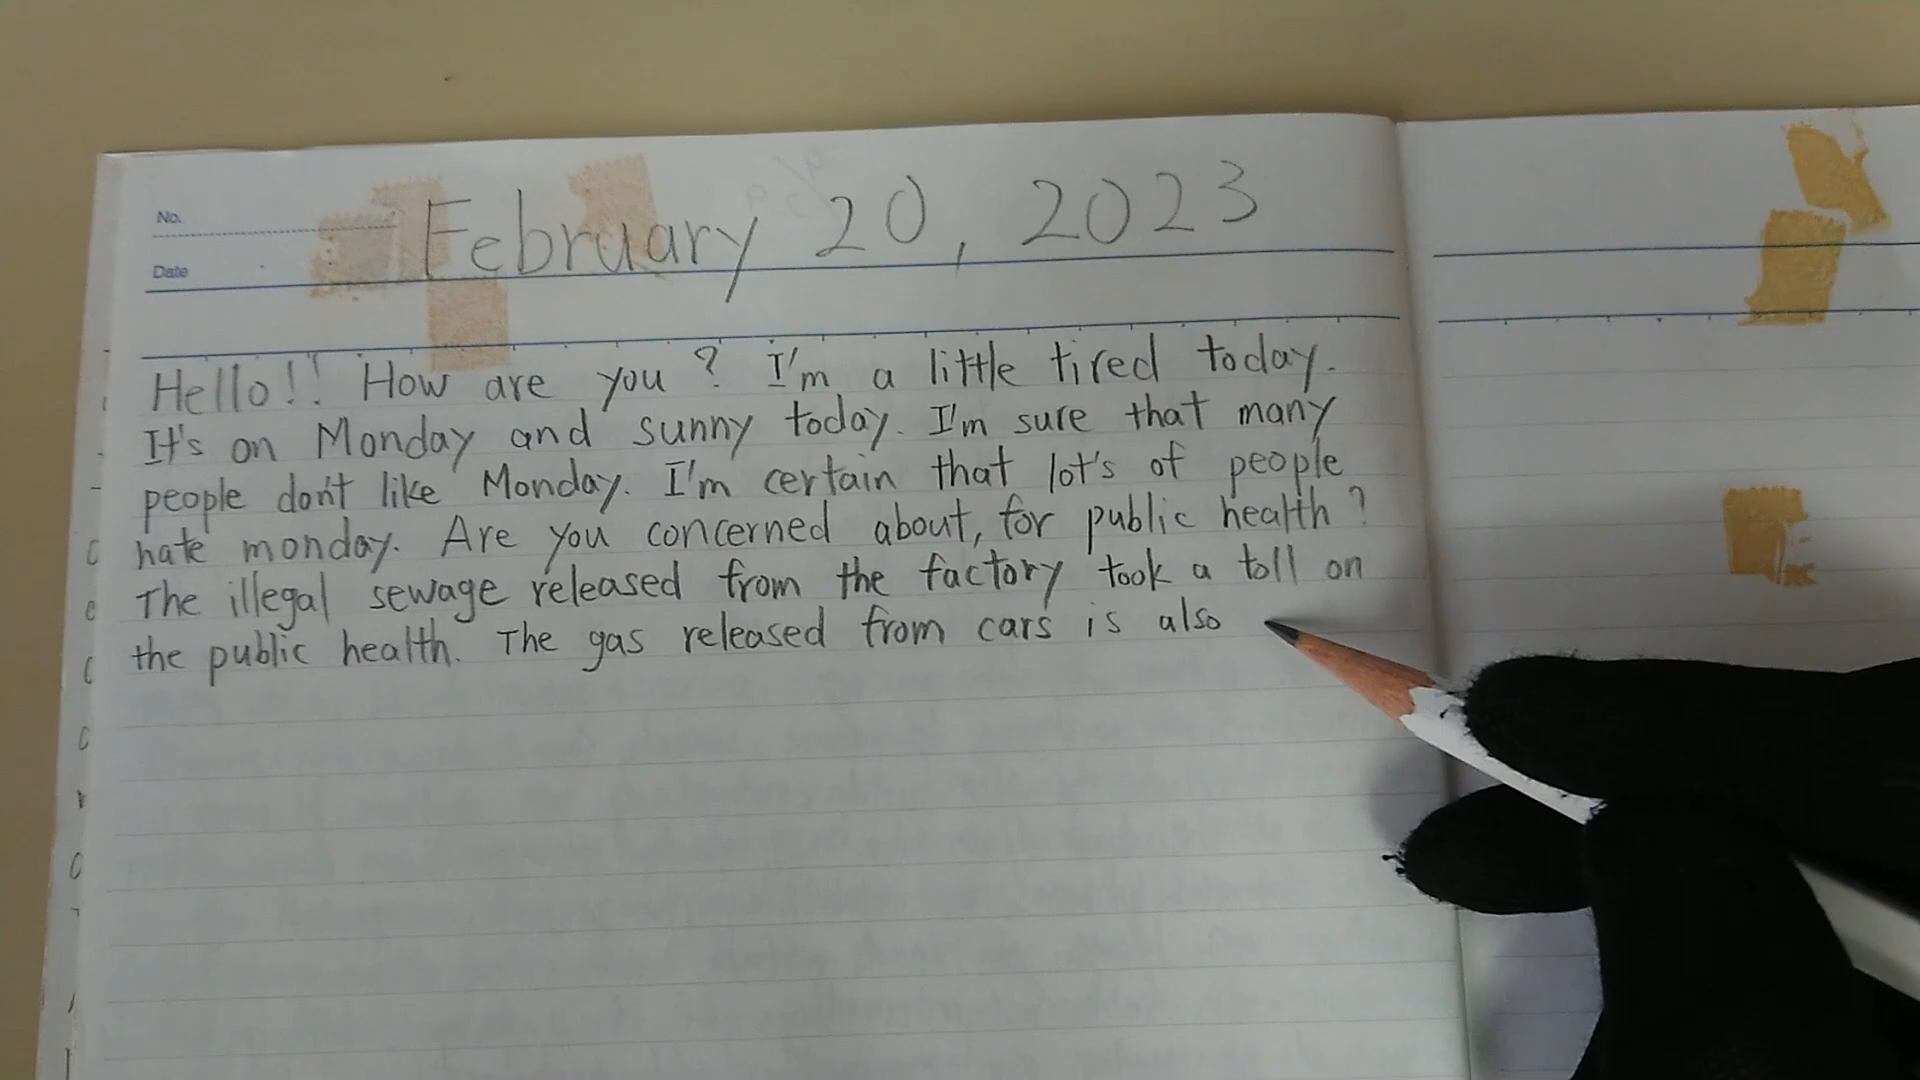 No.
Date
February 20, 2023
Hello!! How are you? I'm a little tired today.
It's on Monday and sunny today. I'm sure that many
people don't like Monday. I'm certain that lot's of people
hate monday. Are you concerned about, for public health?
The illegal sewage released from the factory took a toll on
the public health. The gas released from cars is also